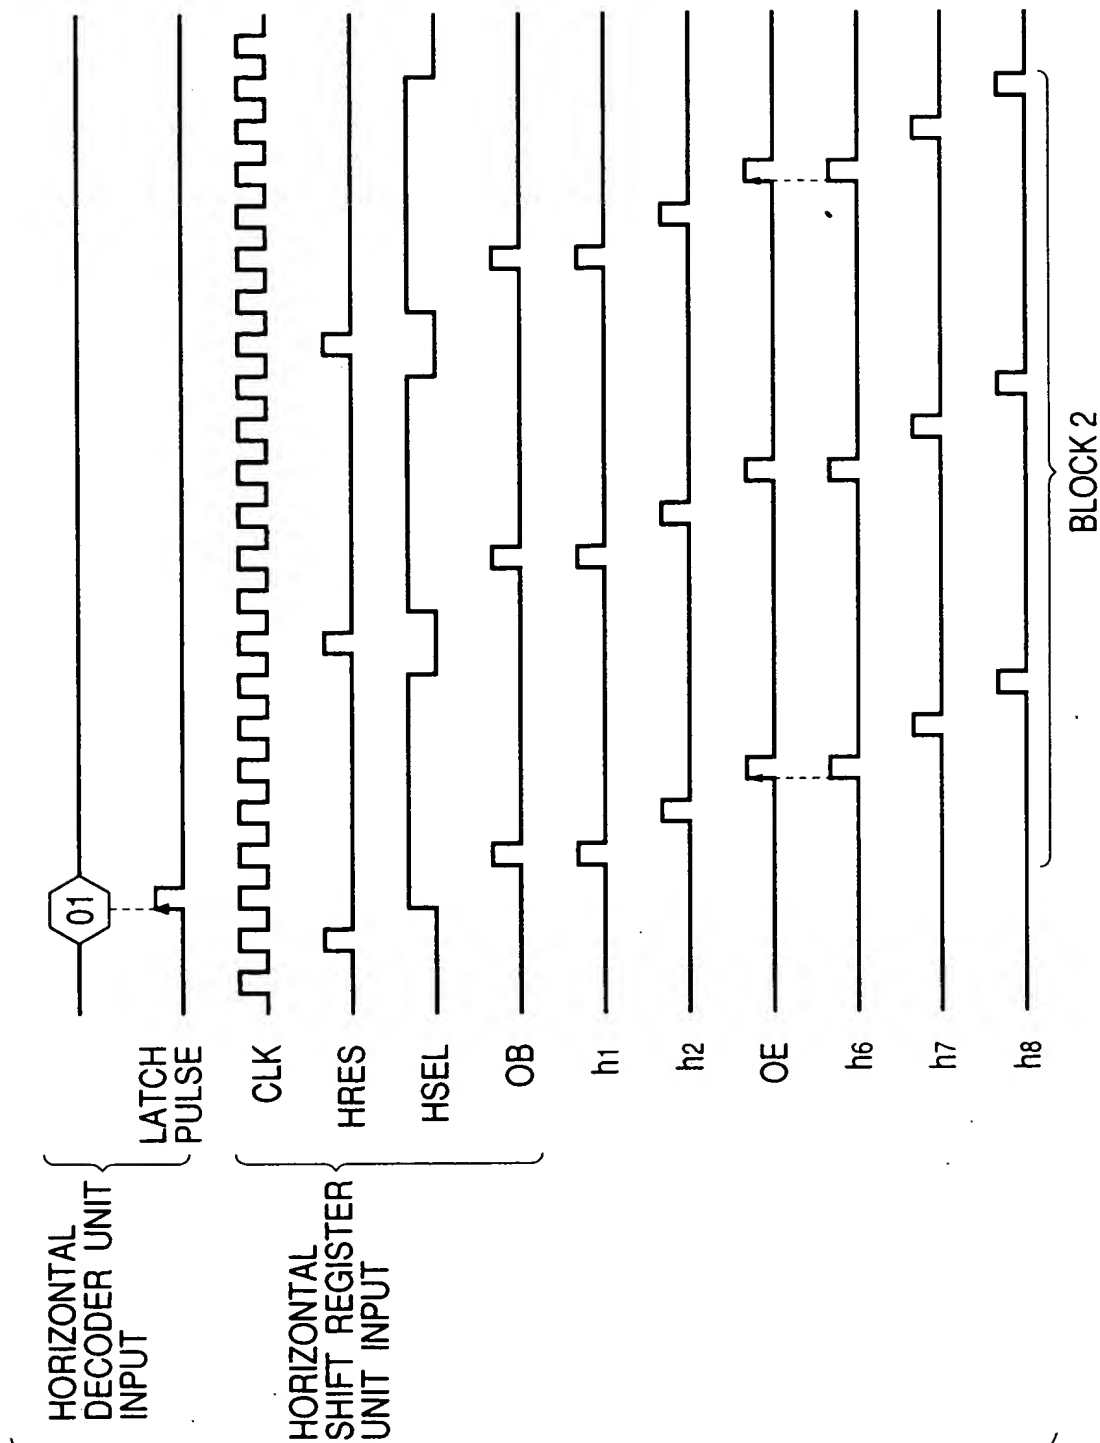 HORIZONTAL
DECODER UNIT
INPUT
LATCH
PULSE
01
HORIZONTAL
SHIFT REGISTER
UNIT INPUT
CLK
HRES
HSEL
OB
h1
h2
OE
h6
h7
h8
BLOCK 2